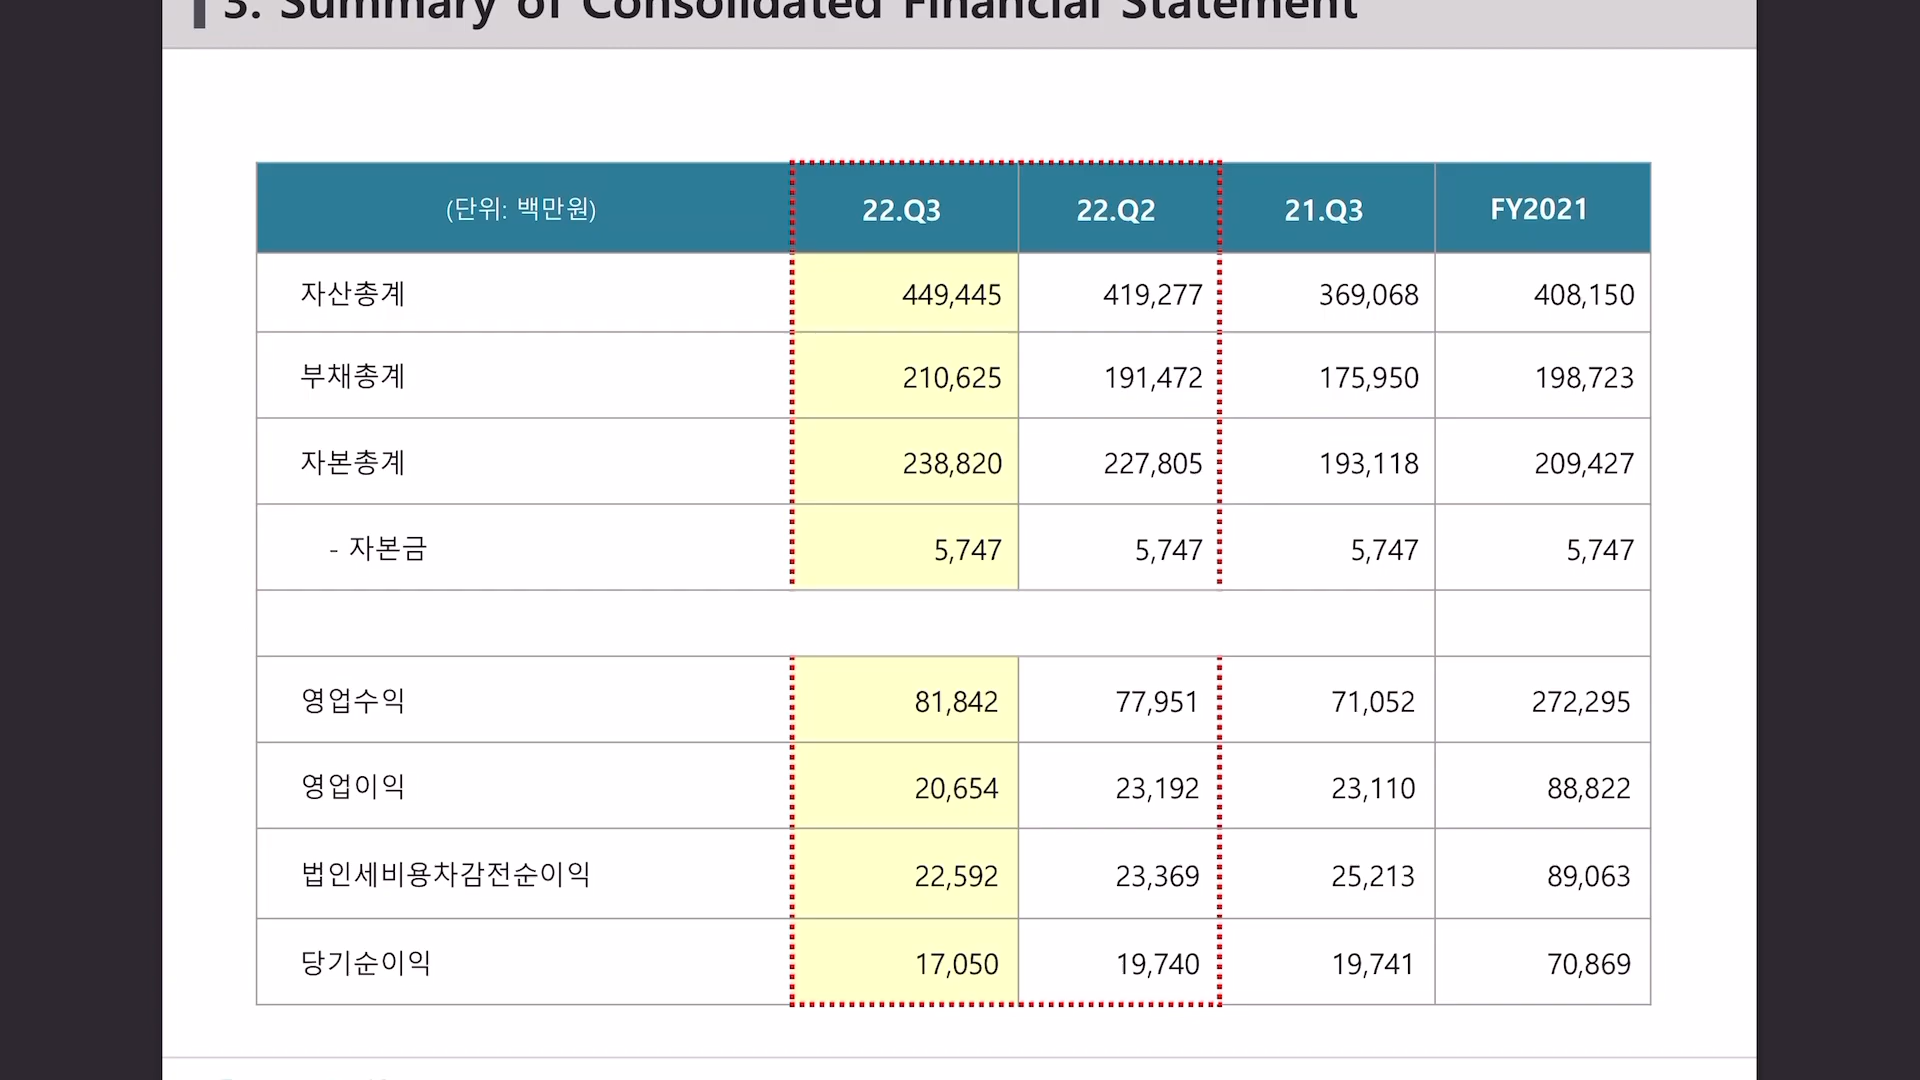 3. Summary of Consolidated Financial Statement
(단위: 백만원) 22.Q3 22.Q2 21.Q3 FY2021
자산총계 449,445 419,277 369,068 408,150
부채총계 210,625 191,472 175,950 198,723
자본총계 238,820 227,805 193,118 209,427
- 자본금 5,747 5,747 5,747 5,747
영업수익 81,842 77,951 71,052 272,295
영업이익 20,654 23,192 23,110 88,822
법인세비용차감전순이익 22,592 23,369 25,213 89,063
당기순이익 17,050 19,740 19,741 70,869